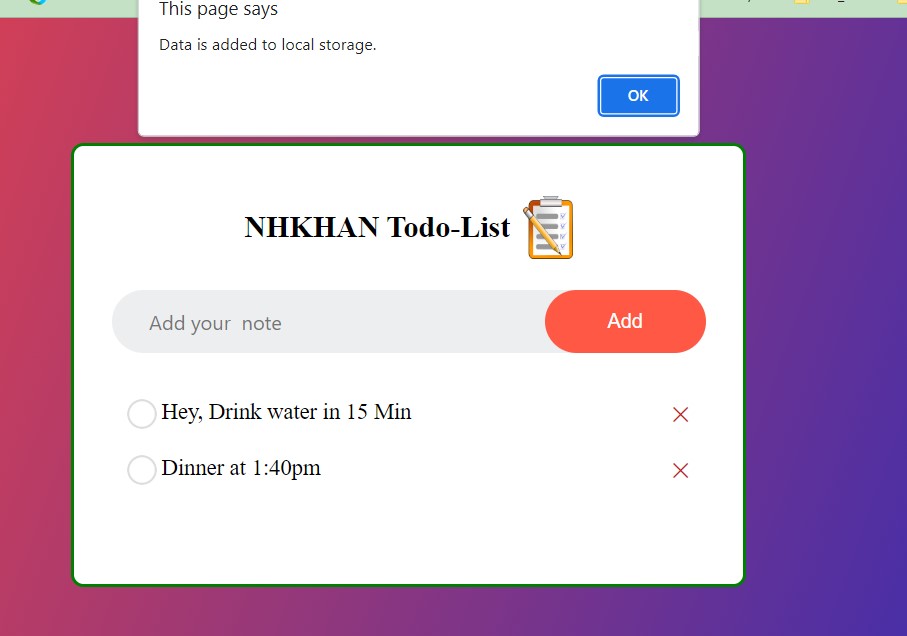 This page says
Data is added to local storage.
OK
NHKHAN Todo-List
Add your note
Add
Hey, Drink water in 15 Min
Dinner at 1:40pm